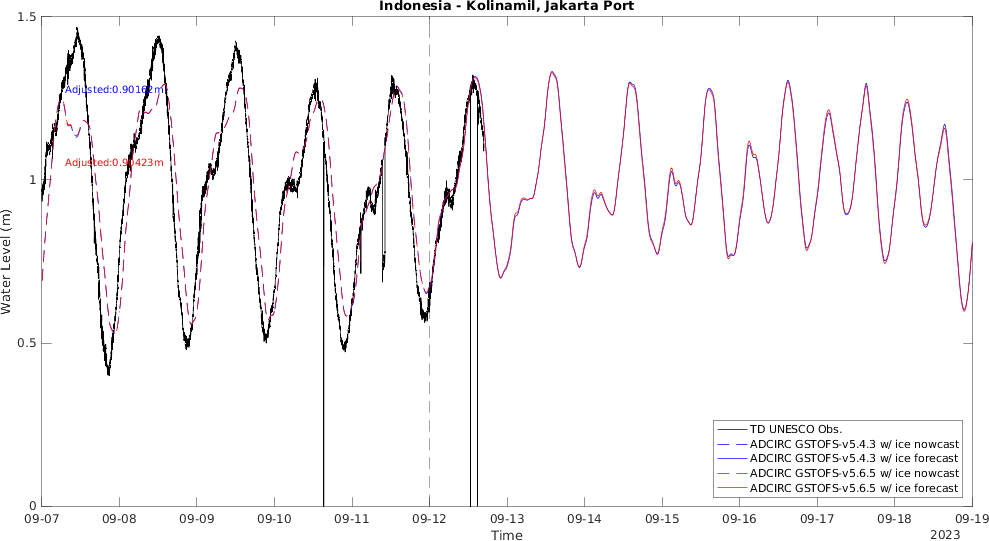 Indonesia - Kolinamil, Jakarta Port
1.5
1
0.5
0
Water Level (m)
Adjusted:0.90162m
Adjusted:0.90423m
TD UNESCO Obs.
ADCIRC GSTOFS-v5.4.3 w/ ice nowcast
ADCIRC GSTOFS-v5.4.3 w/ ice forecast
ADCIRC GSTOFS-v5.6.5 w/ ice nowcast
ADCIRC GSTOFS-v5.6.5 w/ ice forecast
09-07 09-08 09-09 09-10 09-11 09-12 09-13 09-14 09-15 09-16 09-17 09-18 09-19
Time
2023